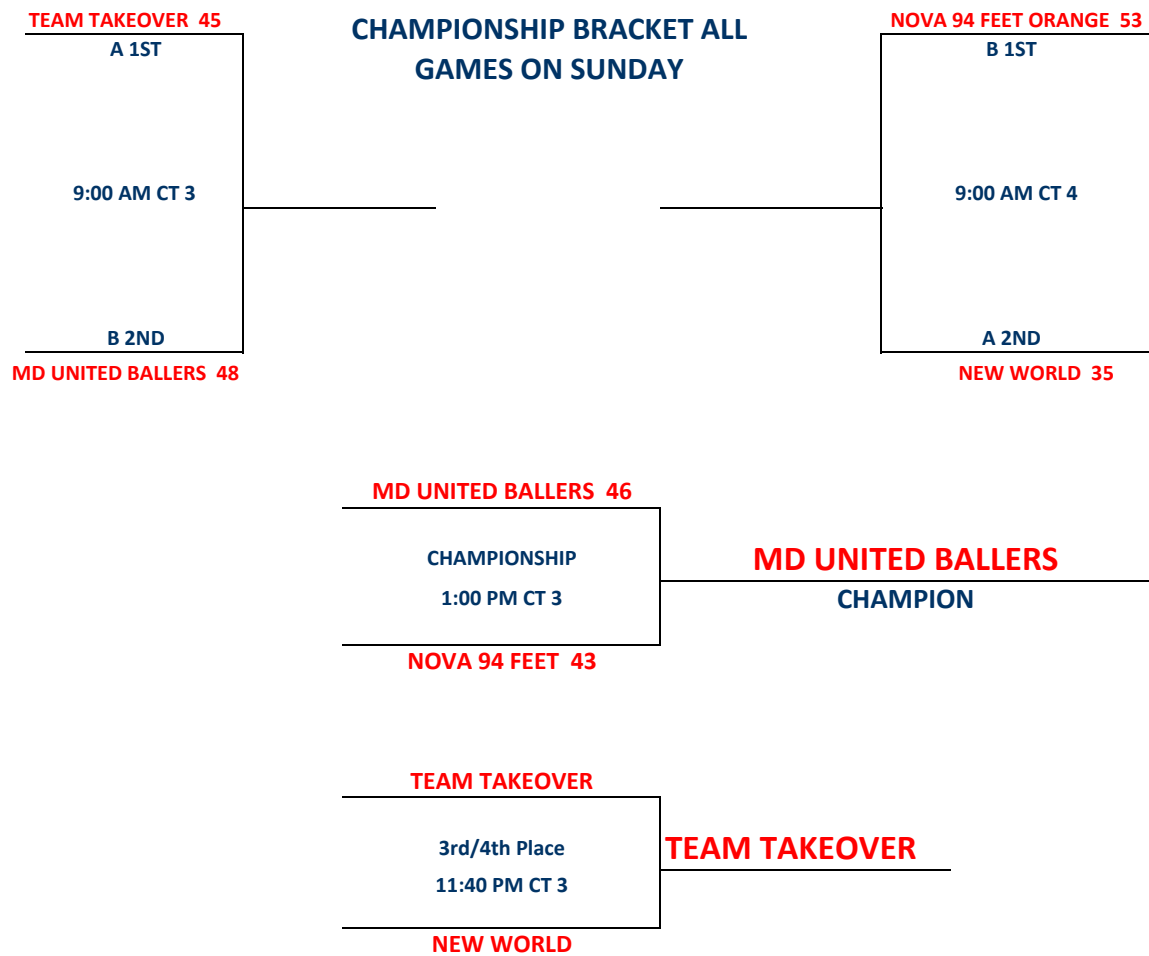 TEAM TAKEOVER 45
A 1ST
CHAMPIONSHIP BRACKET ALL
GAMES ON SUNDAY
NOVA 94 FEET ORANGE 53
B 1ST
9:00 AM CT 3
9:00 AM CT 4
B 2ND
MD UNITED BALLERS 48
A 2ND
NEW WORLD 35
MD UNITED BALLERS 46
CHAMPIONSHIP
1:00 PM CT 3
NOVA 94 FEET 43
MD UNITED BALLERS
CHAMPION
TEAM TAKEOVER
3rd/4th Place
11:40 PM CT 3
NEW WORLD
TEAM TAKEOVER